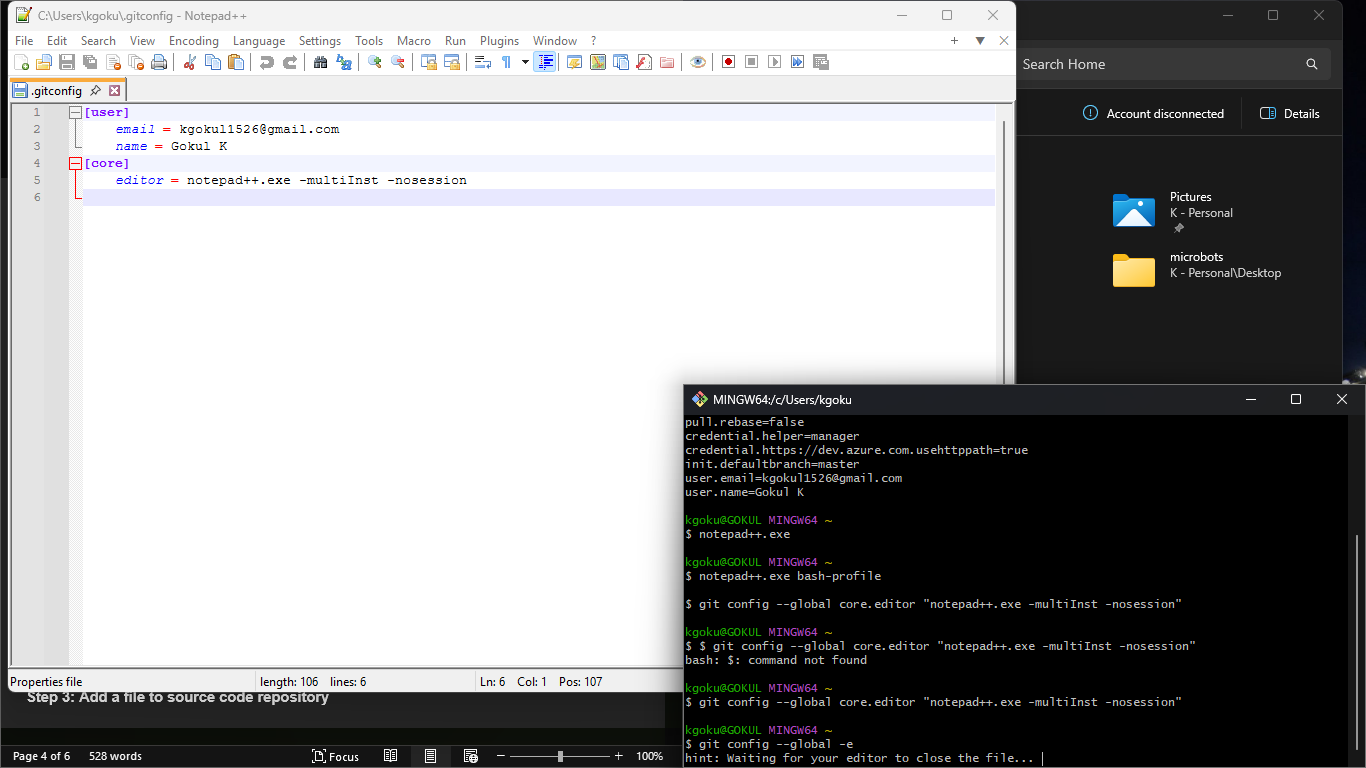 C:\Users\kgoku\.gitconfig - Notepad++
File Edit Search View Encoding Language Settings Tools Macro Run Plugins Window ?
.gitconfig
1 [user]
2 email = kgokul1526@gmail.com
3 name = Gokul K
4 [core]
5 editor = notepad++.exe -multiInst -nosession
6
Properties file length: 106 lines: 6 Ln: 6 Col: 1 Pos: 107
Search Home
Account disconnected Details
Pictures
K - Personal
microbots
K - Personal\Desktop
MINGW64:/c/Users/kgoku
pull.rebase=false
credential.helper=manager
credential.https://dev.azure.com.usehttppath=true
init.defaultbranch=master
user.email=kgokul1526@gmail.com
user.name=Gokul K
kgoku@GOKUL MINGW64 ~
$ notepad++.exe
kgoku@GOKUL MINGW64 ~
$ notepad++.exe bash-profile
$ git config --global core.editor "notepad++.exe -multiInst -nosession"
kgoku@GOKUL MINGW64 ~
$ $ git config --global core.editor "notepad++.exe -multiInst -nosession"
bash: $: command not found
kgoku@GOKUL MINGW64 ~
$ git config --global core.editor "notepad++.exe -multiInst -nosession"
kgoku@GOKUL MINGW64 ~
$ git config --global -e
hint: Waiting for your editor to close the file...
Step 3: Add a file to source code repository
Page 4 of 6 528 words Focus 100%